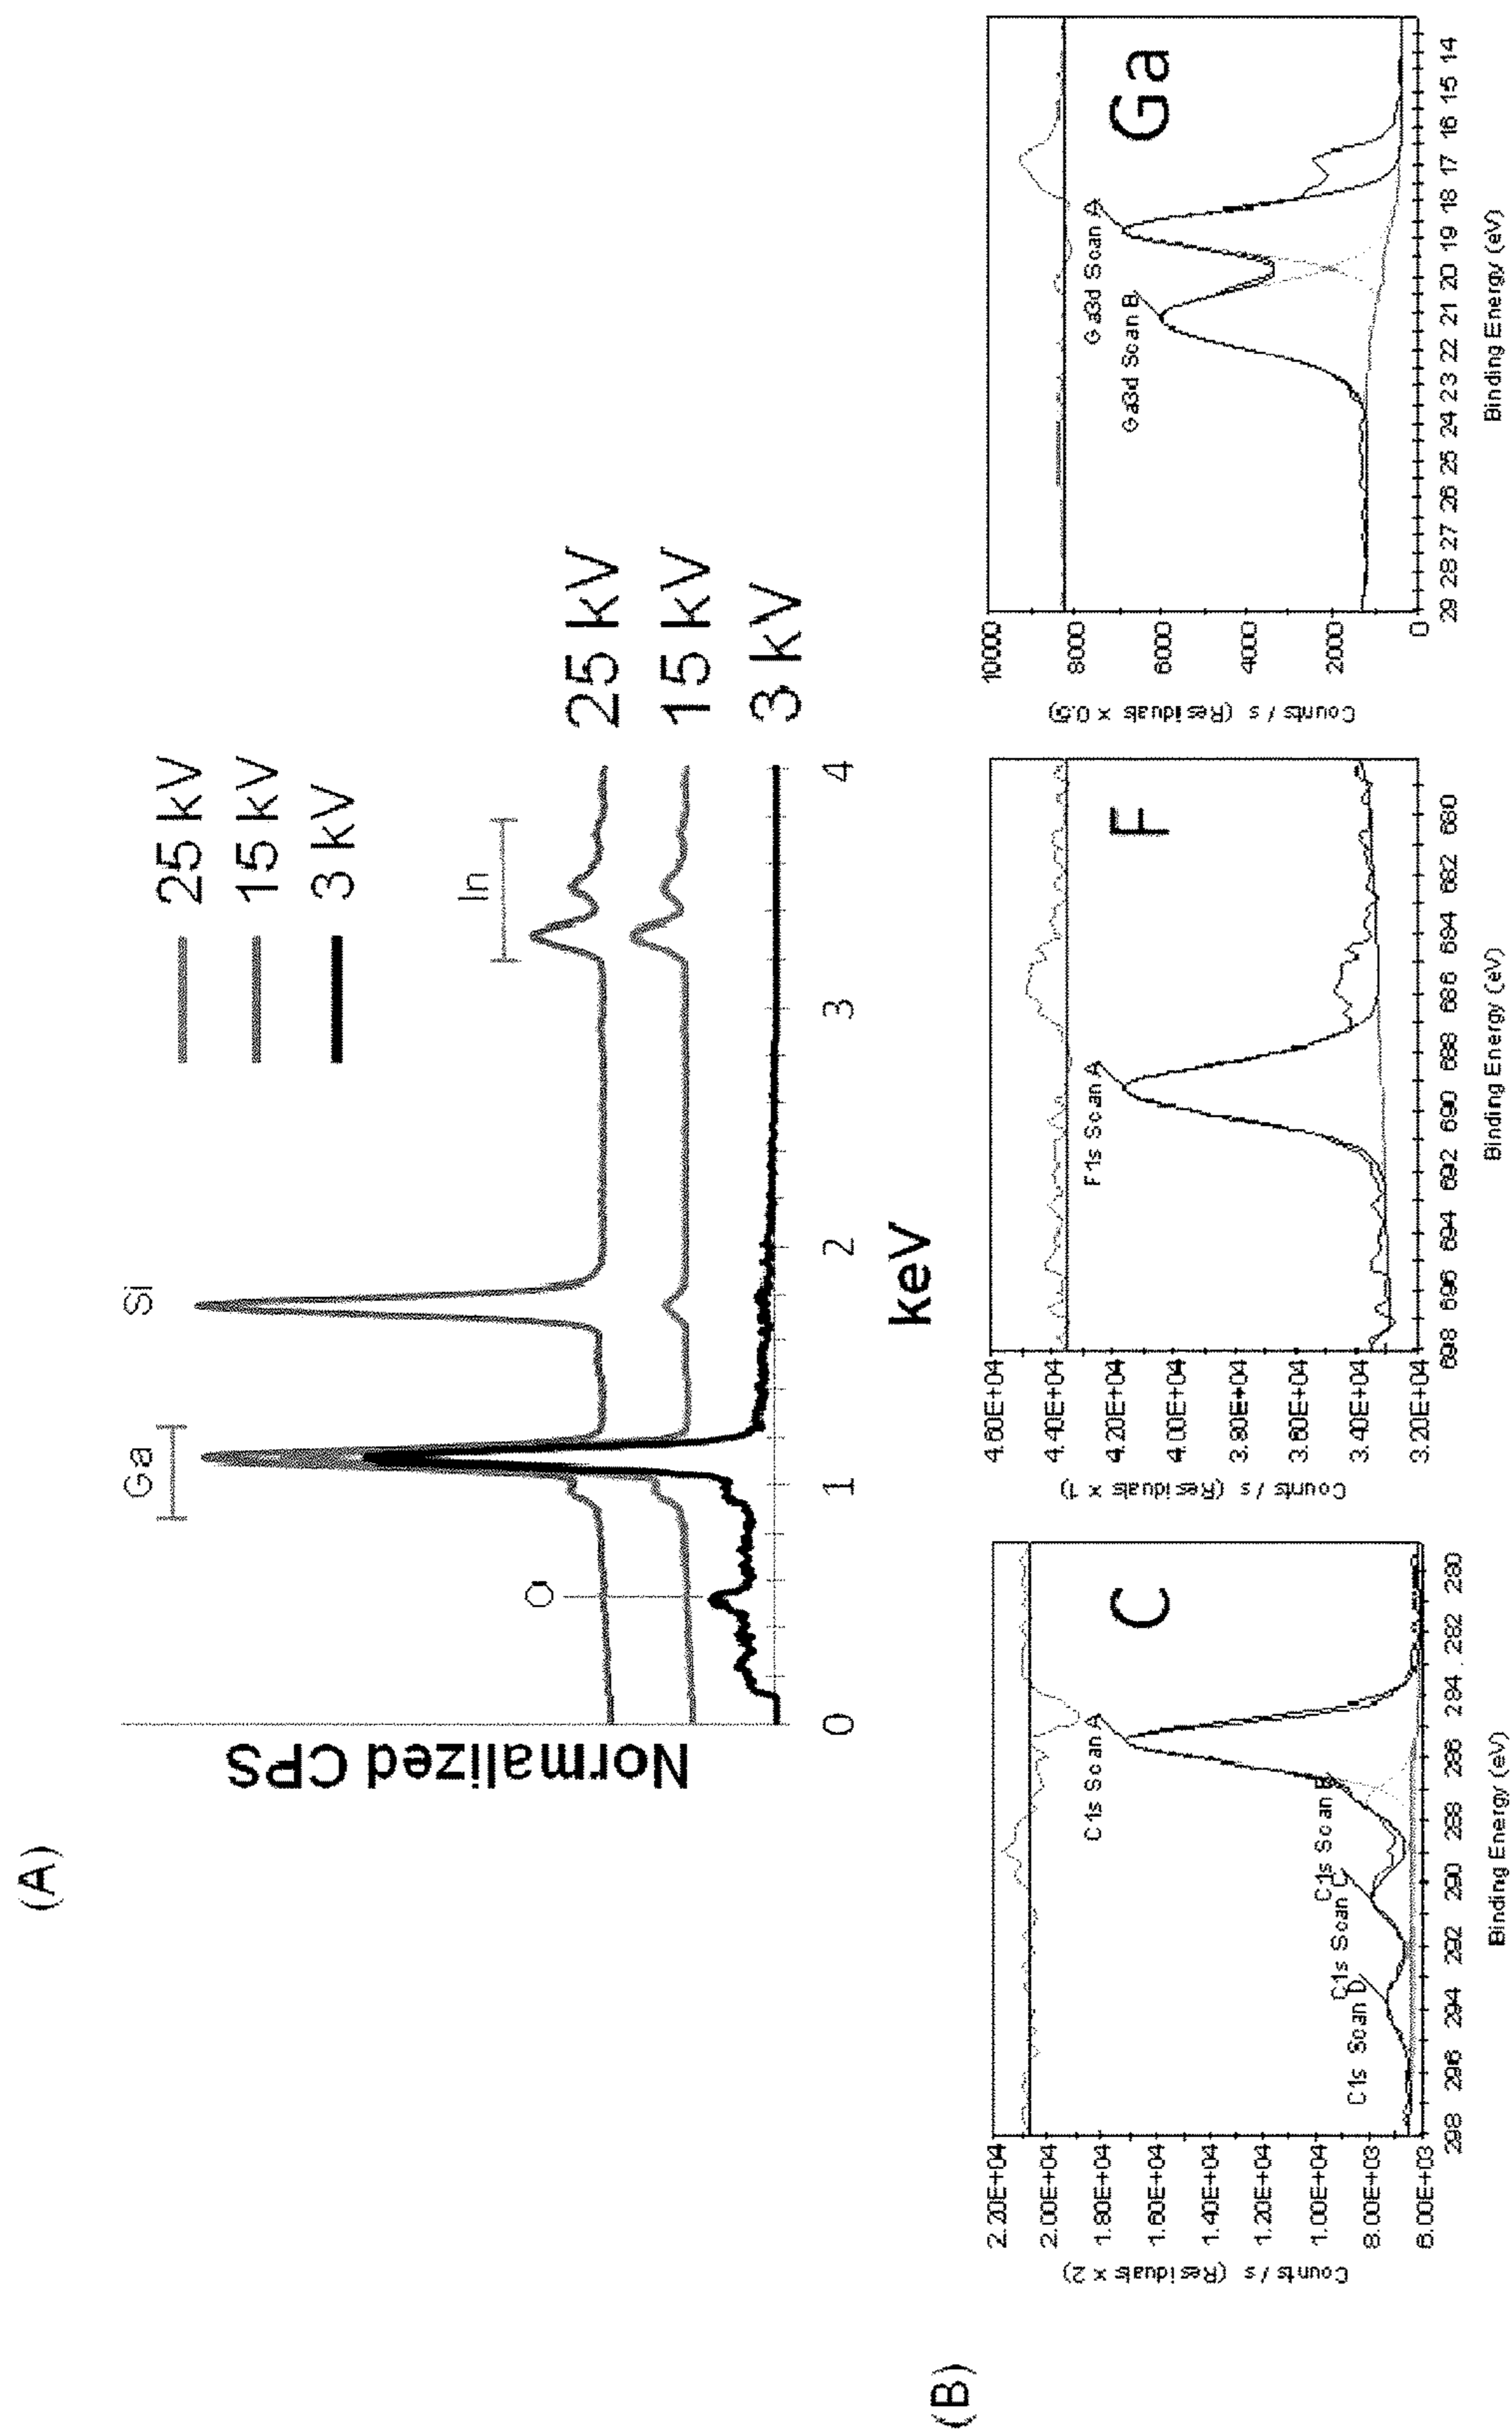 (A)
Normalized CPS
Ga
Si
In
O
25 kV
15 kV
3 kV
25 kV
15 kV
3 kV
0 1 2 3 4
keV
(B)
C
C1s Scan A
C1s Scan B
C1s Scan C
C1s Scan D
2.20E+04
2.00E+04
1.80E+04
1.60E+04
1.40E+04
1.20E+04
1.00E+04
8.00E+03
6.00E+03
Counts / s (Residuals × 2)
298 296 294 292 290 288 286 284 282 280
Binding Energy (eV)
F
F1s Scan A
4.60E+04
4.40E+04
4.20E+04
4.00E+04
3.80E+04
3.60E+04
3.40E+04
3.20E+04
Counts / s (Residuals × 1)
698 696 694 692 690 688 686 684 682 680
Binding Energy (eV)
Ga
Ga3d Scan A
Ga3d Scan B
10000
8000
6000
4000
2000
0
Counts / s (Residuals × 0.5)
29 28 27 26 25 24 23 22 21 20 19 18 17 16 15 14
Binding Energy (eV)